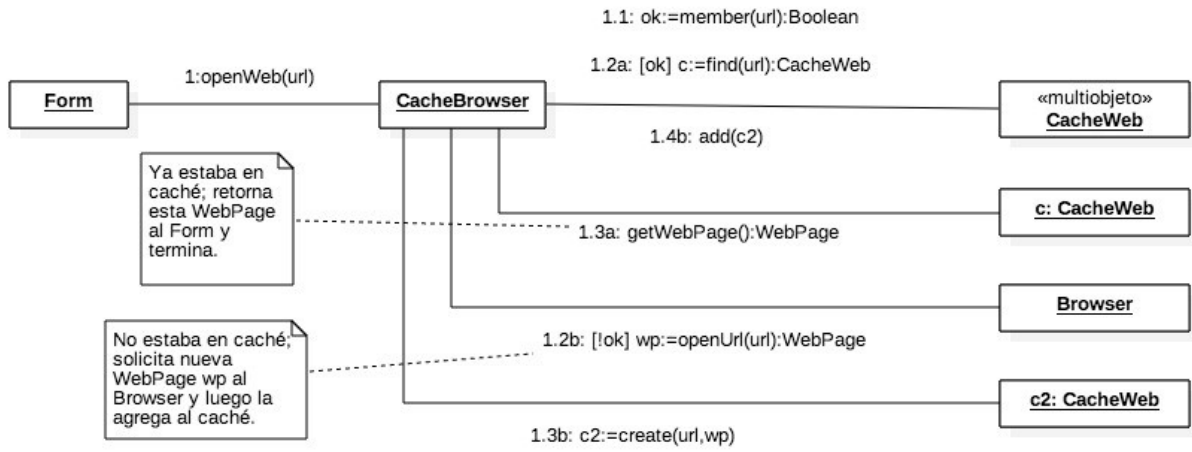 1.1: ok:=member(url):Boolean
1.2a: [ok] c:=find(url):CacheWeb
1:openWeb(url)
Form
CacheBrowser
«multiobjeto»
CacheWeb
1.4b: add(c2)
Ya estaba en
caché; retorna
esta WebPage
al Form y
termina.
c: CacheWeb
1.3a: getWebPage():WebPage
Browser
No estaba en caché;
solicita nueva
WebPage wp al
Browser y luego la
agrega al caché.
1.2b: [!ok] wp:=openUrl(url):WebPage
c2: CacheWeb
1.3b: c2:=create(url,wp)